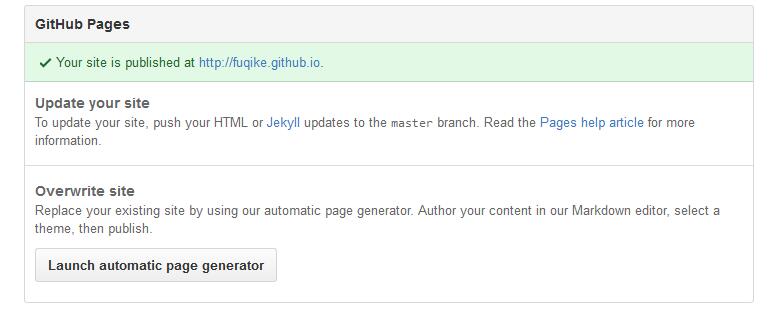 GitHub Pages
Your site is published at http://fuqike.github.io.
Update your site
To update your site, push your HTML or Jekyll updates to the master branch. Read the Pages help article for more
information.
Overwrite site
Replace your existing site by using our automatic page generator. Author your content in our Markdown editor, select a
theme, then publish.
Launch automatic page generator